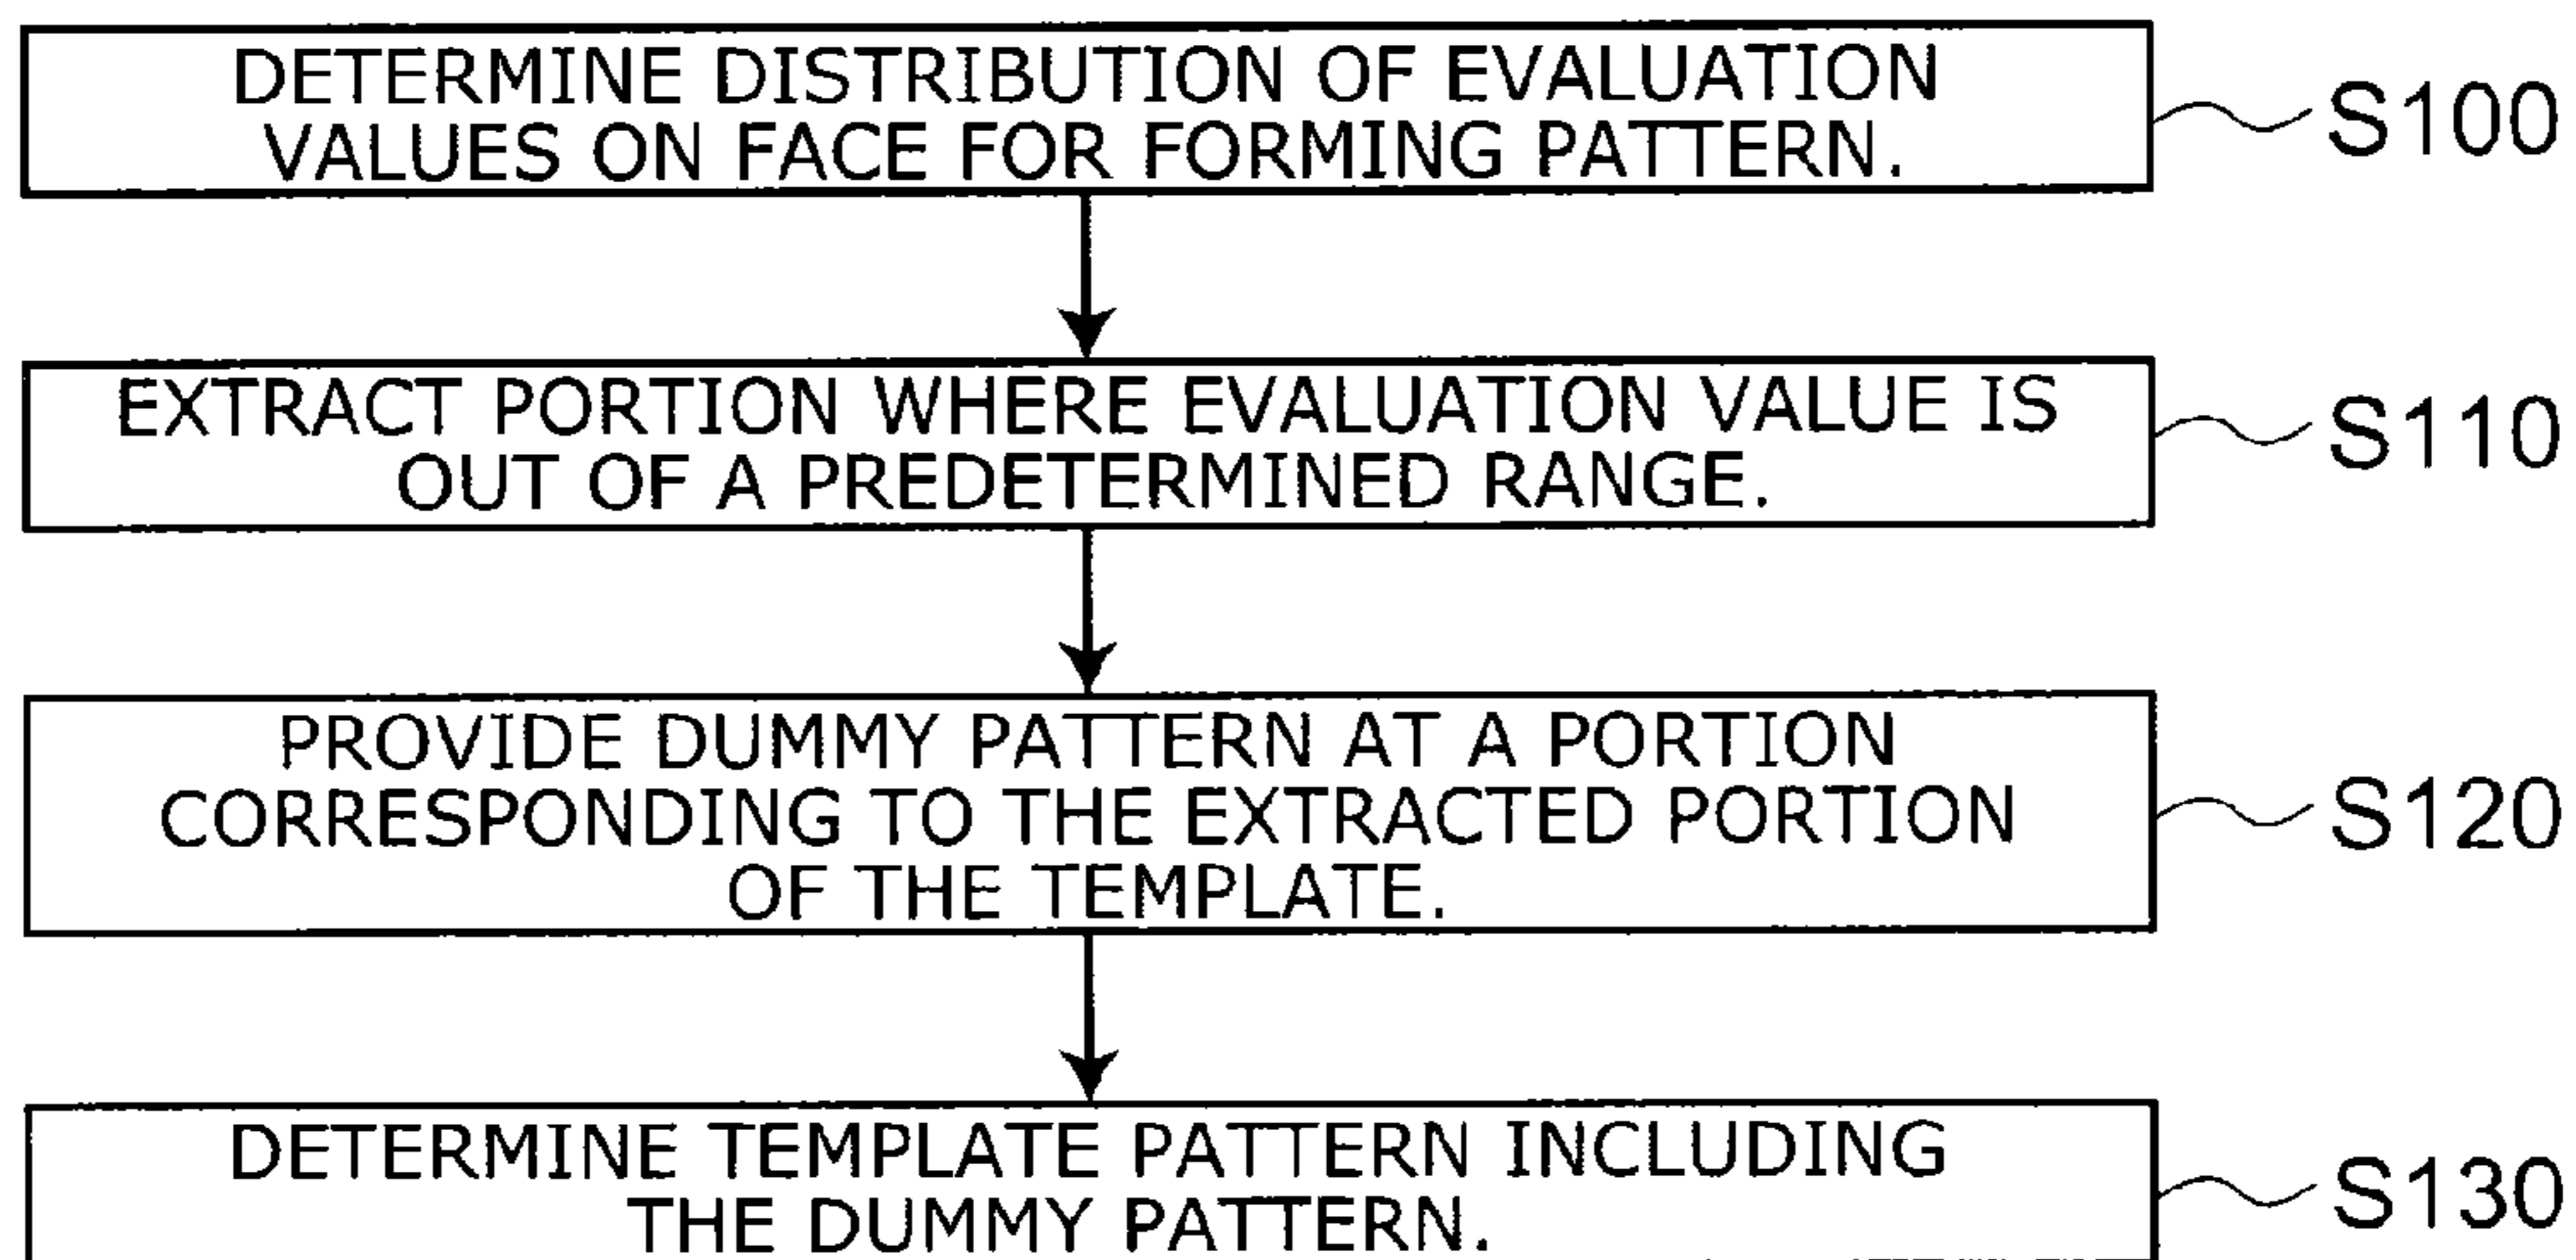 DETERMINE DISTRIBUTION OF EVALUATION
VALUES ON FACE FOR FORMING PATTERN.
S100
EXTRACT PORTION WHERE EVALUATION VALUE IS
OUT OF A PREDETERMINED RANGE.
S110
PROVIDE DUMMY PATTERN AT A PORTION
CORRESPONDING TO THE EXTRACTED PORTION
OF THE TEMPLATE.
S120
DETERMINE TEMPLATE PATTERN INCLUDING
THE DUMMY PATTERN.
S130